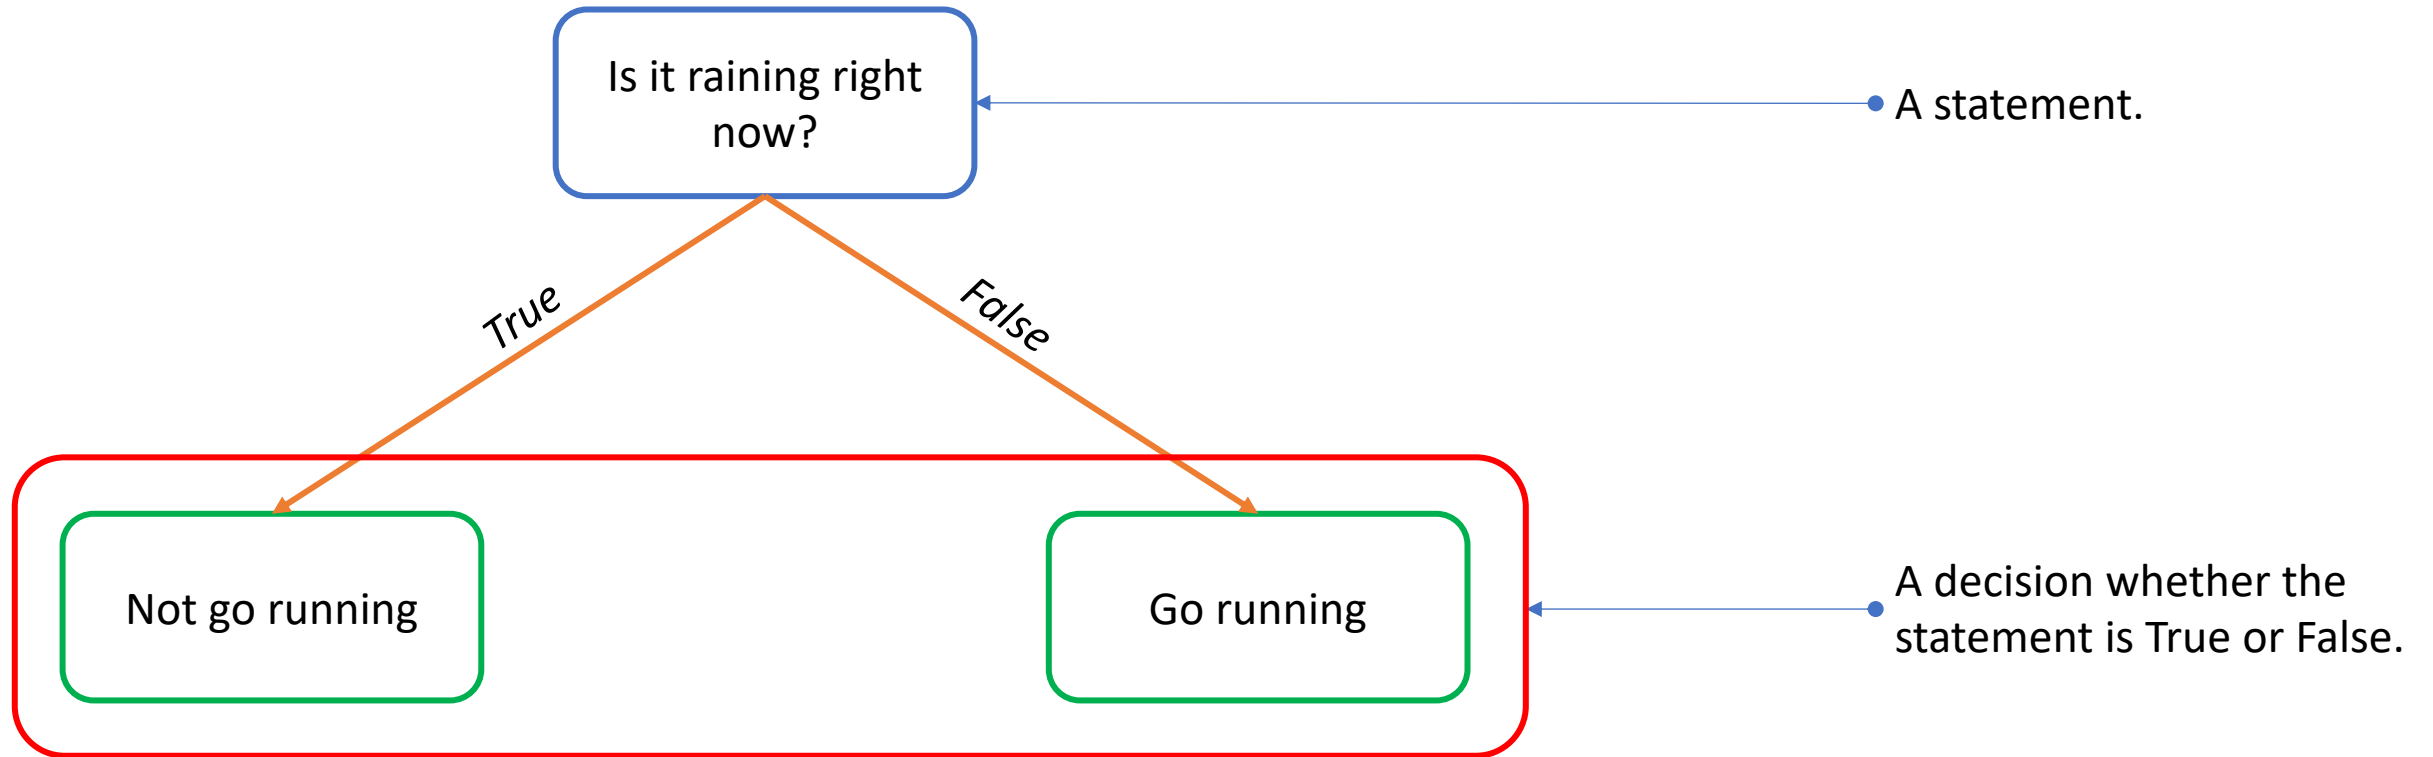 Is it raining right
now?
A statement.
True
False
Not go running
Go running
A decision whether the
statement is True or False.